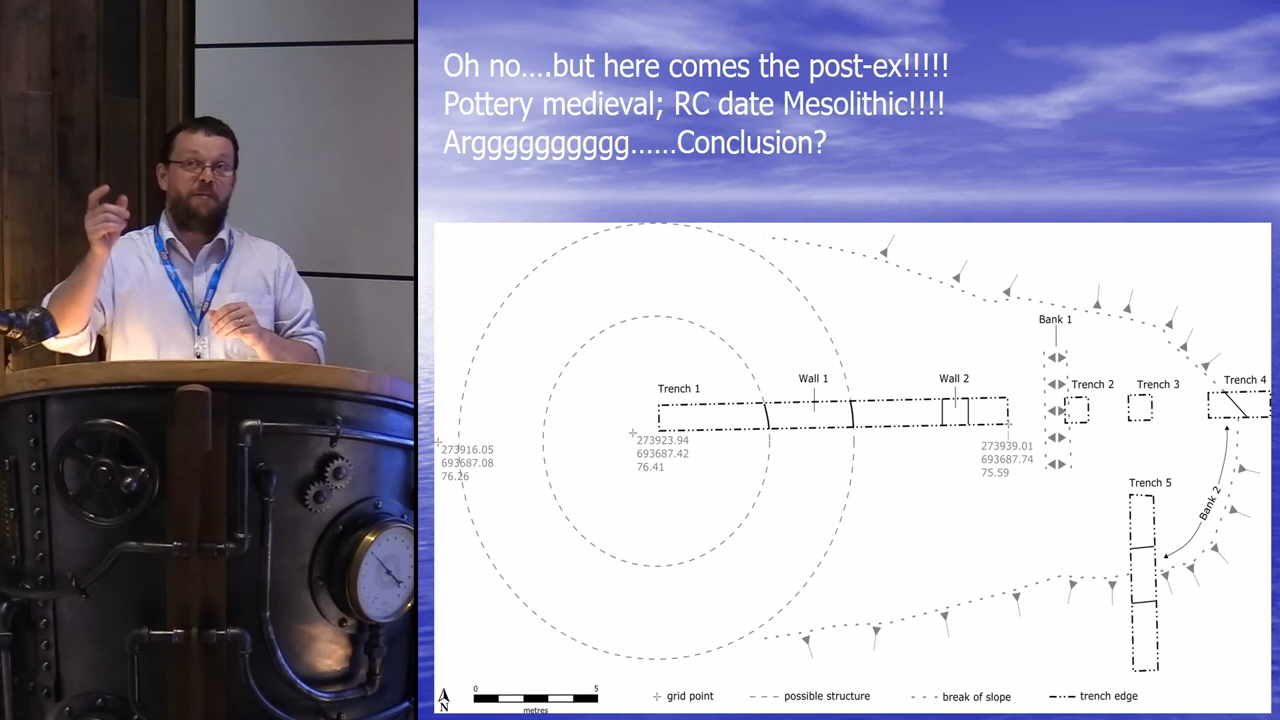 Oh no....but here comes the post-ex!!!!!
Pottery medieval; RC date Mesolithic!!!!
Argggggggggg......Conclusion?
Bank 1
Trench 1
Wall 1
Wall 2
Trench 2
Trench 3
Trench 4
273916.05
693687.08
76.26
273923.94
693687.42
76.41
273939.01
693687.74
75.59
Trench 5
Bank 2
N
0
5
metres
grid point
possible structure
break of slope
trench edge